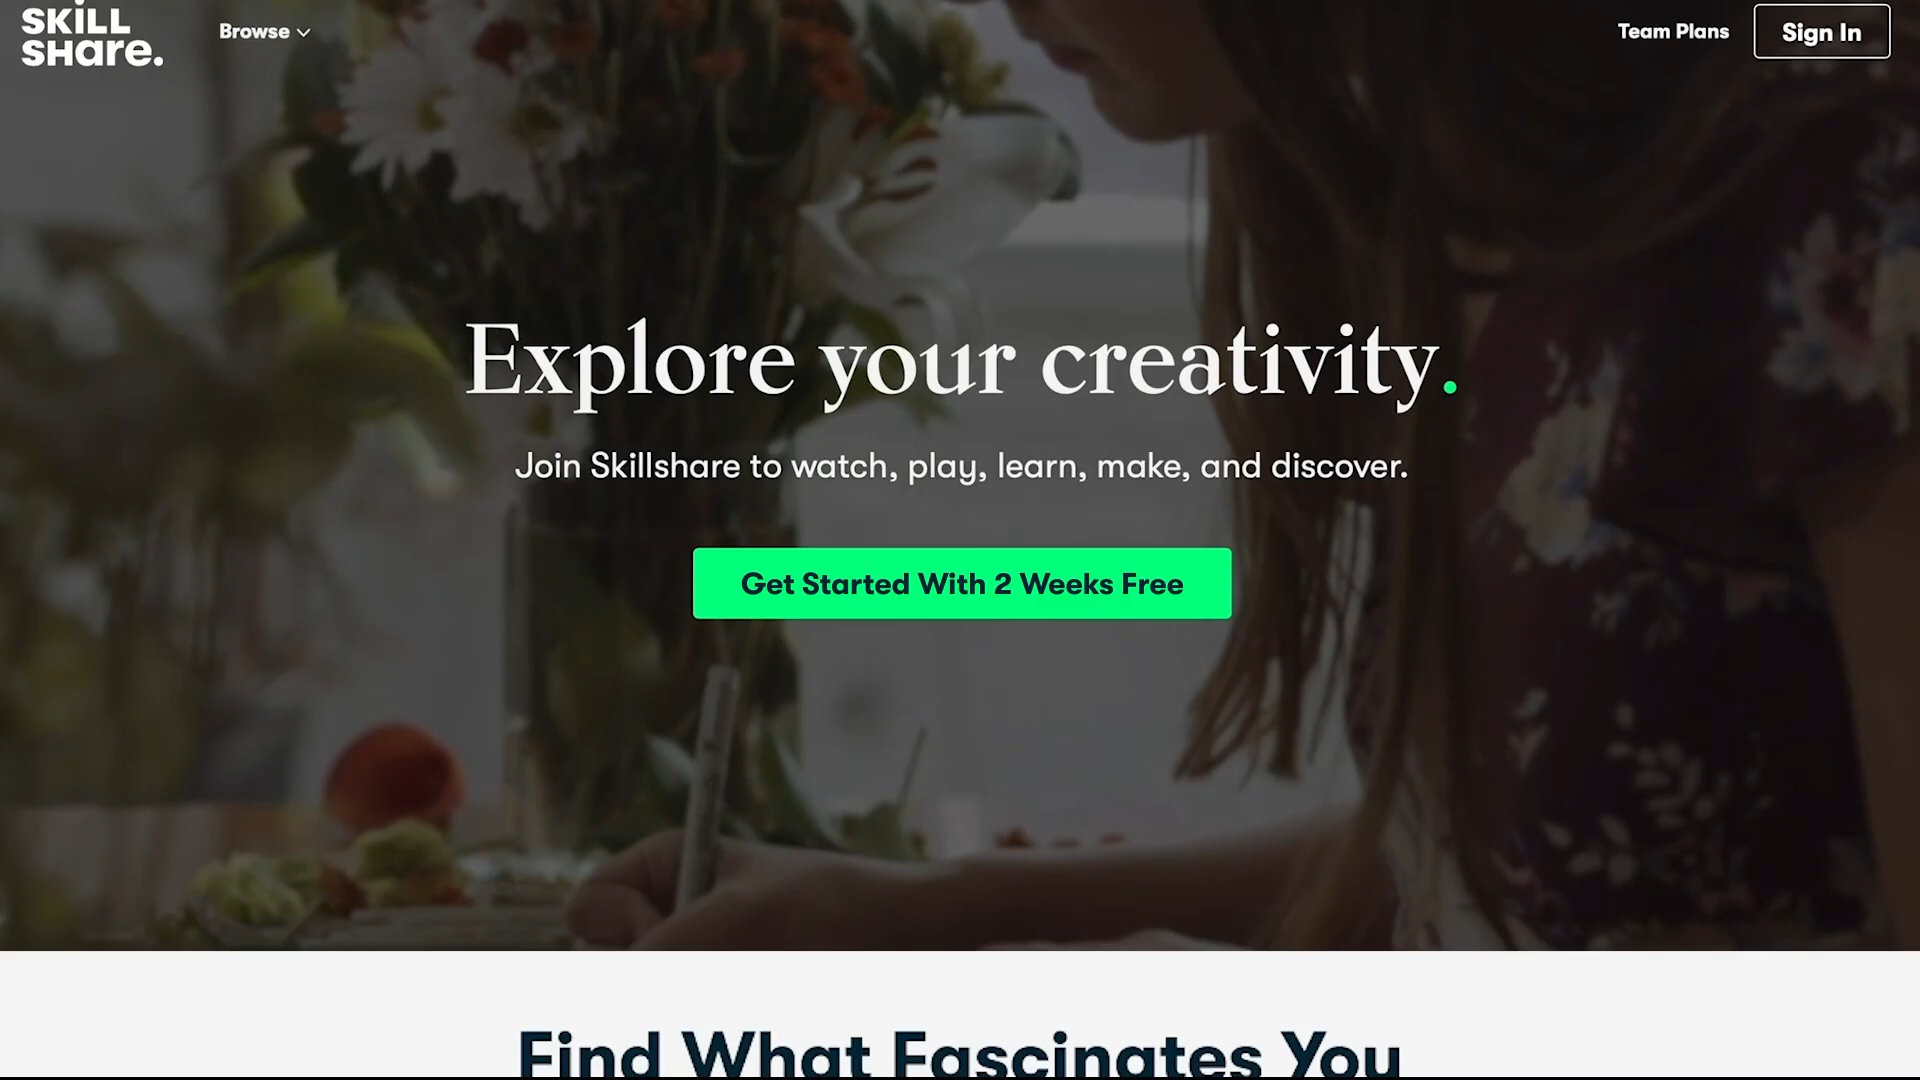 SKILL
SHare.
Browse
Team Plans
Sign In
Explore your creativity.
Join Skillshare to watch, play, learn, make, and discover.
Get Started With 2 Weeks Free
Find What Fascinates You